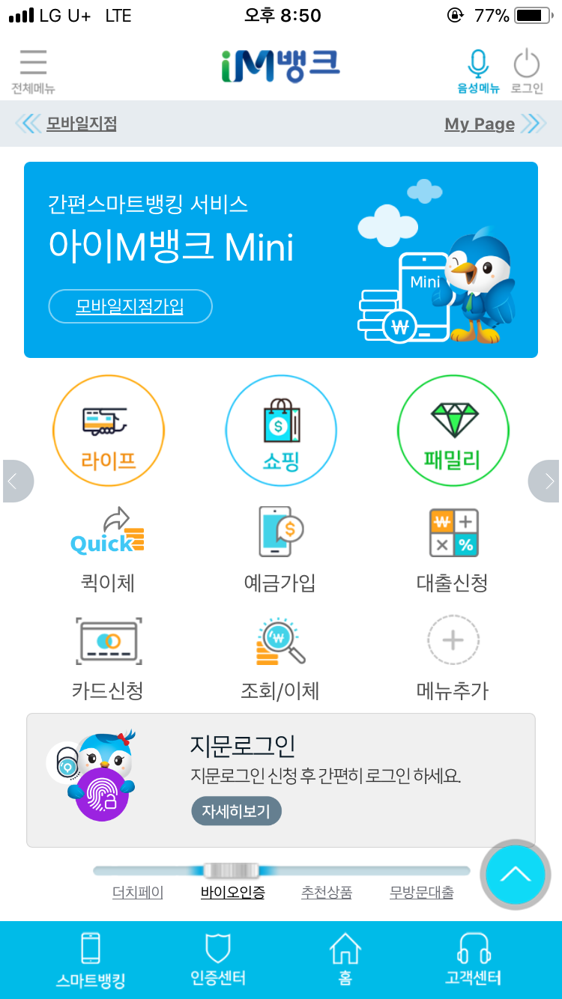 LG U+ LTE 오후 8:50 77%
iM뱅크
전체메뉴 음성메뉴 로그인
모바일지점 My Page
간편스마트뱅킹 서비스
아이M뱅크 Mini
모바일지점가입
Mini
₩
$
라이프 쇼핑 패밀리
Quick
$
₩ + × %
퀵이체 예금가입 대출신청
₩
카드신청 조회/이체 메뉴추가
지문로그인
지문로그인 신청 후 간편히 로그인 하세요.
자세히보기
더치페이 바이오인증 추천상품 무방문대출
스마트뱅킹 인증센터 홈 고객센터